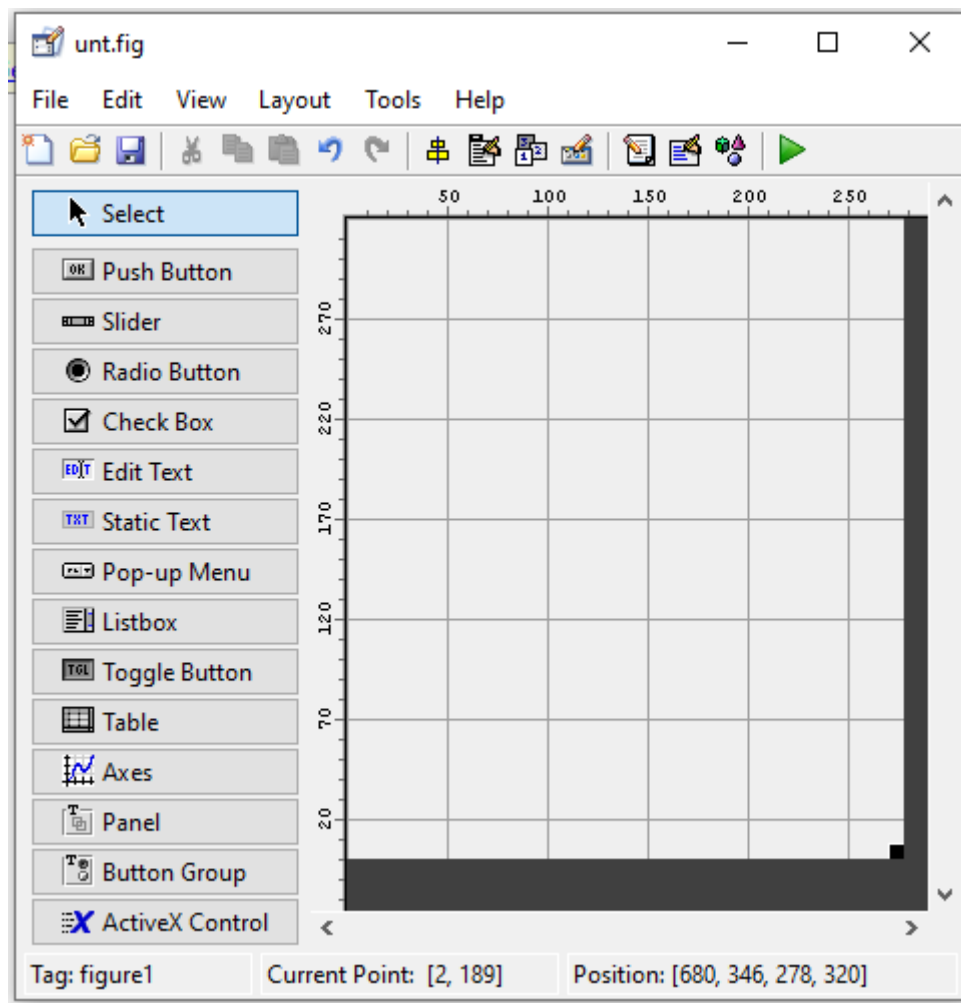 unt.fig
File Edit View Layout Tools Help
Select
50 100 150 200 250
Push Button
Slider
270
Radio Button
Check Box
220
Edit Text
Static Text
170
Pop-up Menu
Listbox
120
Toggle Button
Table
70
Axes
Panel
20
Button Group
ActiveX Control
Tag: figure1 Current Point: [2, 189] Position: [680, 346, 278, 320]